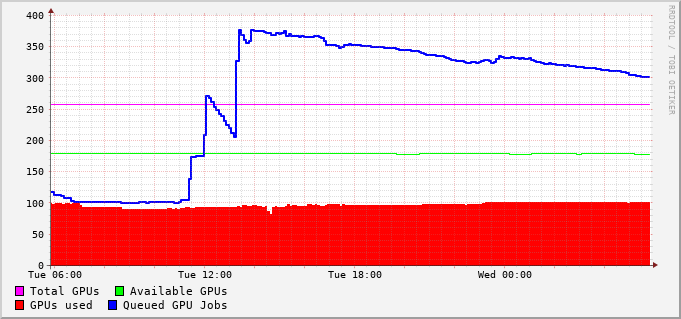 400
350
300
250
200
150
100
50
0
Tue 06:00 Tue 12:00 Tue 18:00 Wed 00:00
Total GPUs Available GPUs
GPUs used Queued GPU Jobs
RRDTOOL / TOBI OETIKER